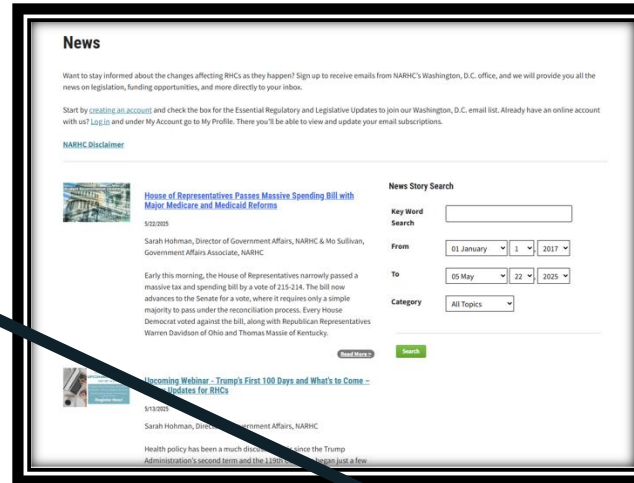 News
Want to stay informed about the changes affecting RHCs as they happen? Sign up to receive emails from NARHC's Washington, D.C. office, and we will provide you all the
news on legislation, funding opportunities, and more directly to your inbox.
Start by creating an account and check the box for the Essential Regulatory and Legislative Updates to join our Washington, D.C. email list. Already have an online account
with us? Log in and under My Account go to My Profile. There you'll be able to view and update your email subscriptions.
NARHC Disclaimer
House of Representatives Passes Massive Spending Bill with
Major Medicare and Medicaid Reforms
5/22/2025
Sarah Hohman, Director of Government Affairs, NARHC & Mo Sullivan,
Government Affairs Associate, NARHC
Early this morning, the House of Representatives narrowly passed a
massive tax and spending bill by a vote of 215-214. The bill now
advances to the Senate for a vote, where it requires only a simple
majority to pass under the reconciliation process. Every House
Democrat voted against the bill, along with Republican Representatives
Warren Davidson of Ohio and Thomas Massie of Kentucky.
Read More >
News Story Search
Key Word
Search
From 01 January 1, 2017
To 05 May 22, 2025
Category All Topics
Search
Register Now!
Upcoming Webinar - Trump's First 100 Days and What's to Come –
Updates for RHCs
5/13/2025
Sarah Hohman, Government Affairs, NARHC
Health policy has been a much since the Trump
Administration's second term and the 119th began just a few